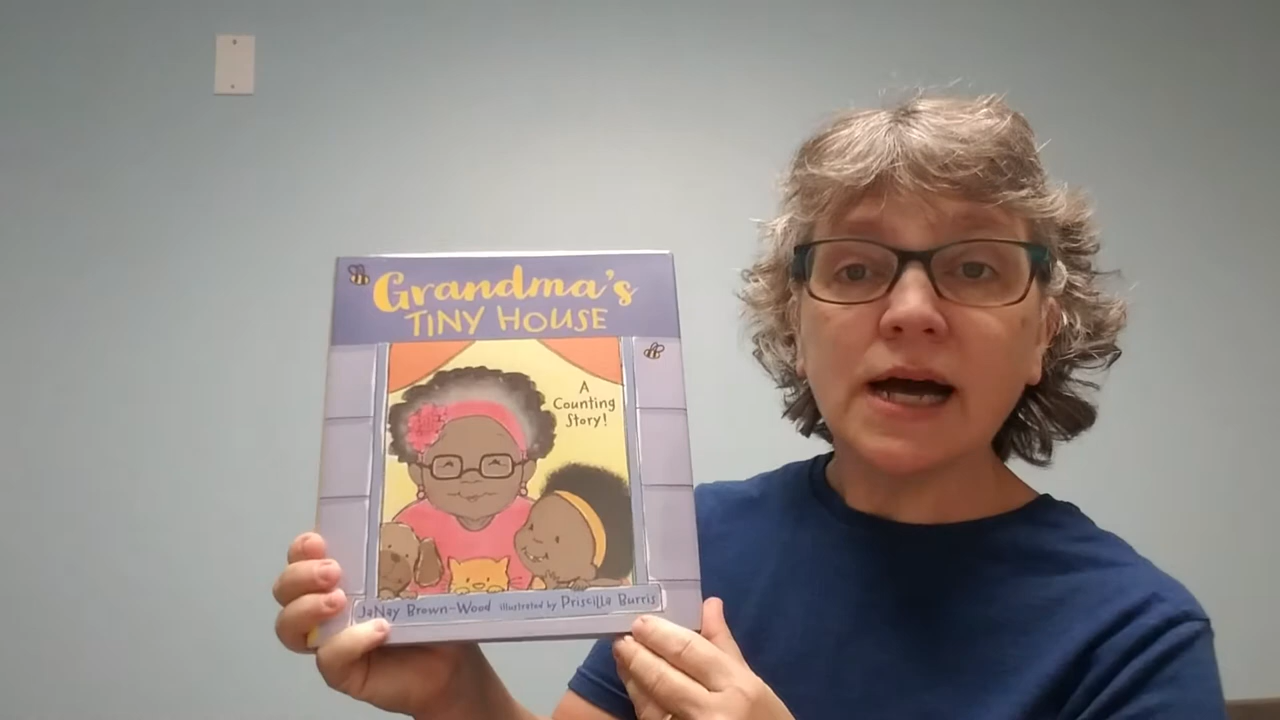 Grandma's
TINY HOUSE
A
Counting
Story!
JaNay Brown-Wood illustrated by Priscilla Burris